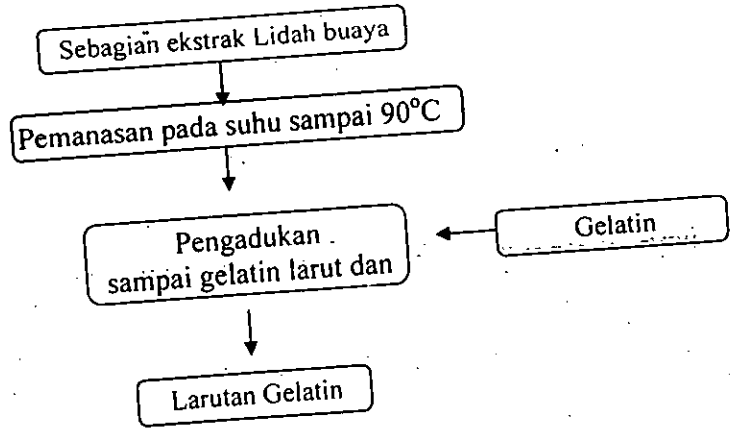 Sebagian ekstrak Lidah buaya
Pemanasan pada suhu sampai 90°C
Pengadukan
sampai gelatin larut dan
Gelatin
Larutan Gelatin